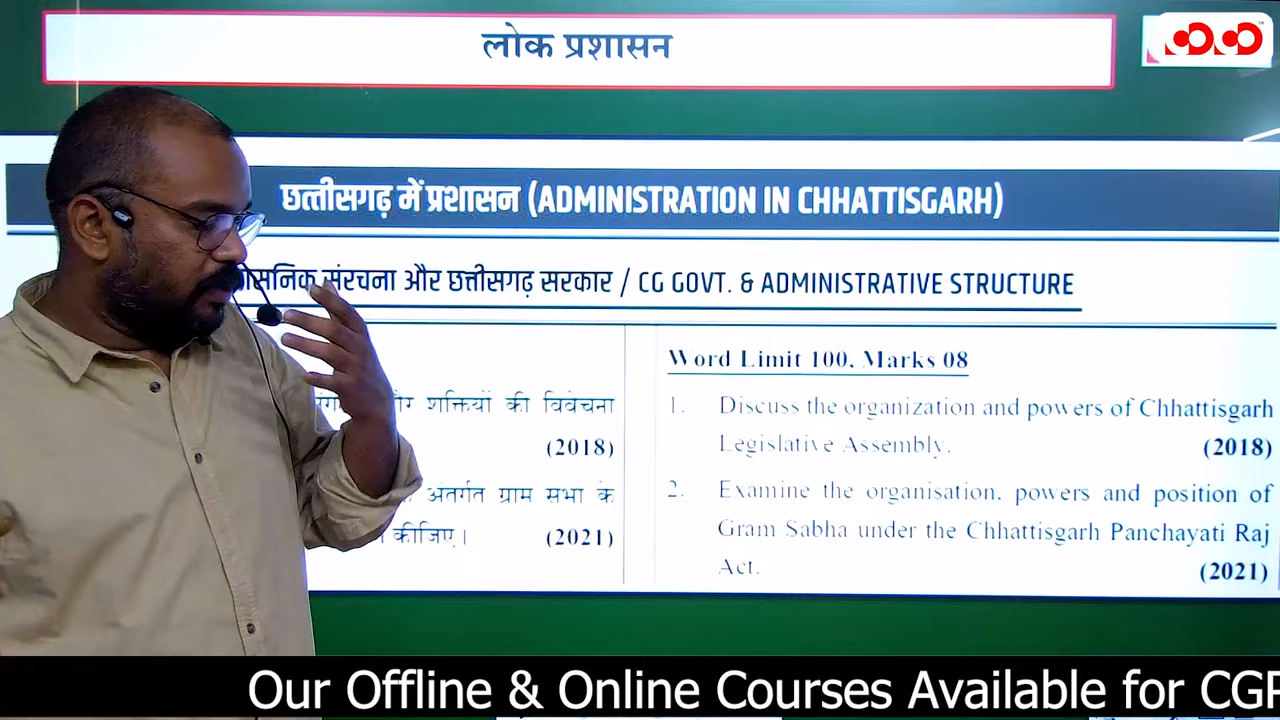 लोक प्रशासन
छत्तीसगढ़ में प्रशासन (ADMINISTRATION IN CHHATTISGARH)
संरचना और छत्तीसगढ़ सरकार / CG GOVT. & ADMINISTRATIVE STRUCTURE
शक्तियों की विवेचना
(2018)
अंतर्गत ग्राम सभा के
कीजिए।
(2021)
Word Limit 100, Marks 08
1. Discuss the organization and powers of Chhattisgarh
Legislative Assembly. (2018)
2. Examine the organisation, powers and position of
Gram Sabha under the Chhattisgarh Panchayati Raj
Act. (2021)
Our Offline & Online Courses Available for CGP